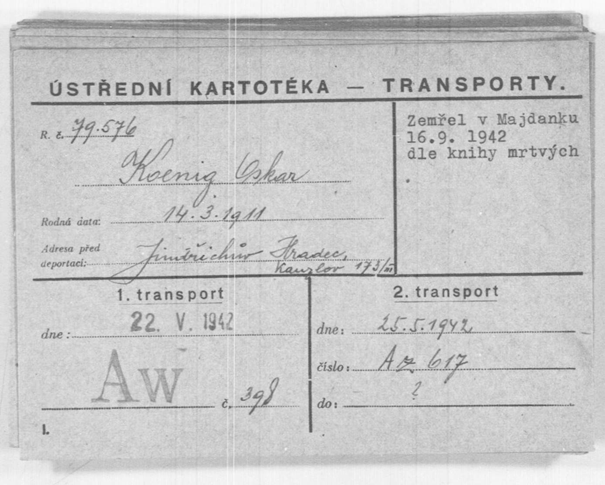 ÚSTŘEDNÍ KARTOTÉKA — TRANSPORTY.
R. č. 79.576
Koenig Oskar
Rodná data: 14.3.1911
Adresa před deportací: Jindřichův Hradec,
Kanzlov 173/III
Zemřel v Majdanku
16.9. 1942
dle knihy mrtvých
1. transport
dne: 22. V. 1942
Aw
č. 398
2. transport
dne: 25.5.1942
číslo: Az 617
do: ?
1.